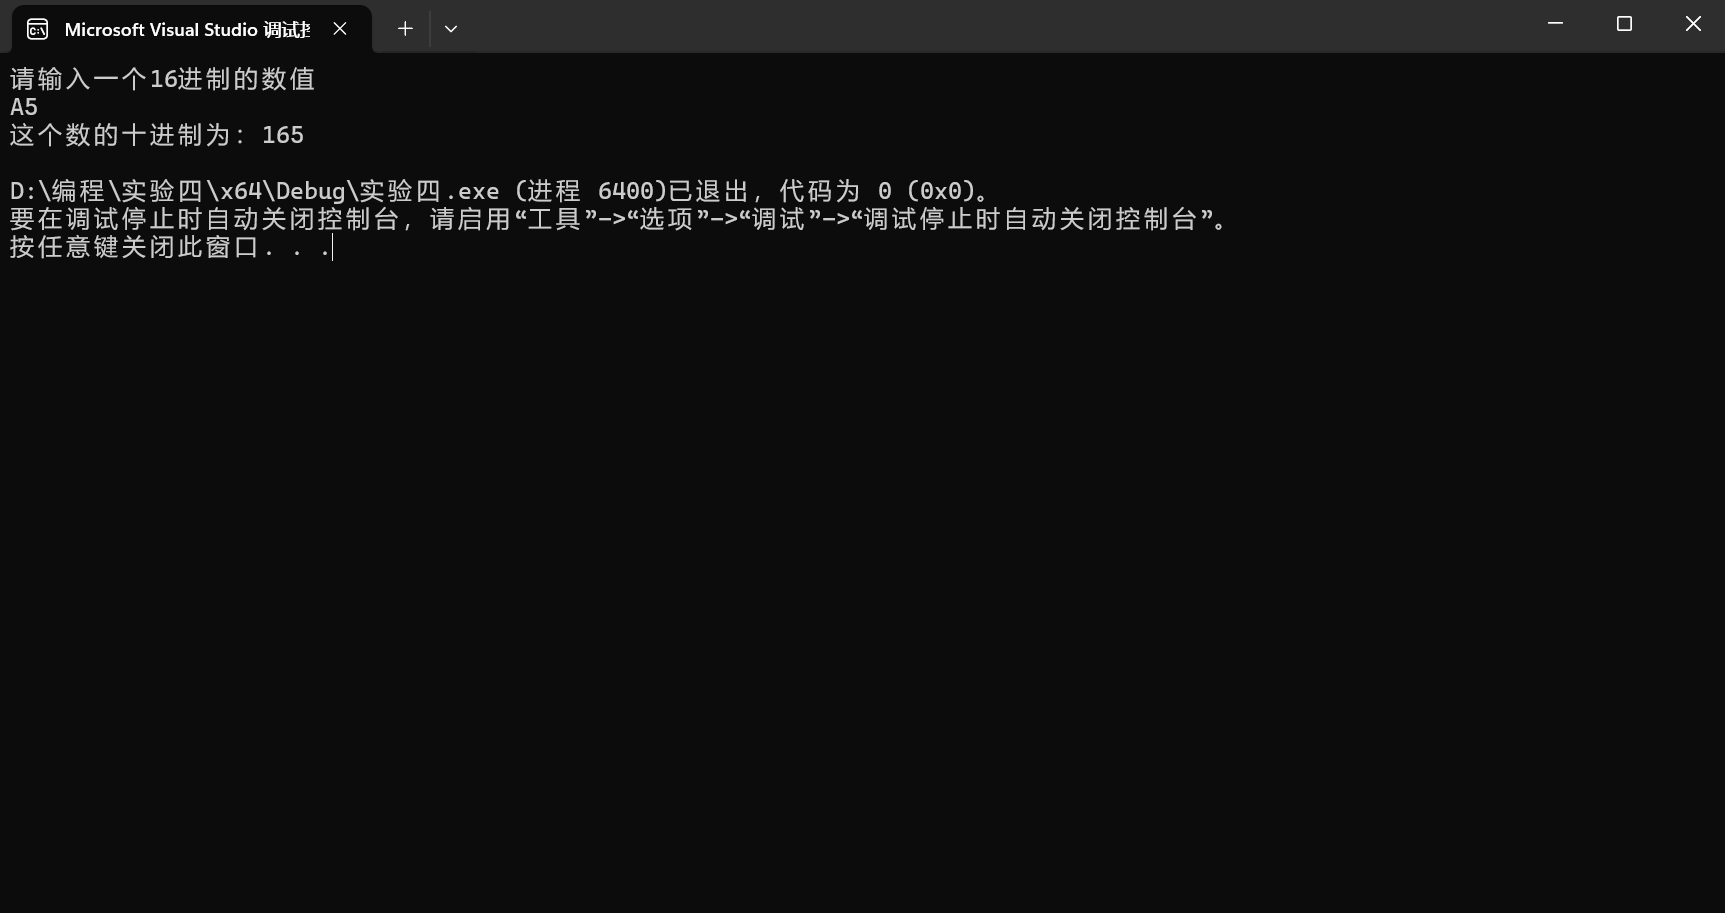 Microsoft Visual Studio 调试
请输入一个16进制的数值
A5
这个数的十进制为：165
D:\编程\实验四\x64\Debug\实验四.exe (进程 6400)已退出，代码为 0 (0x0)。
要在调试停止时自动关闭控制台，请启用“工具”->“选项”->“调试”->“调试停止时自动关闭控制台”。
按任意键关闭此窗口. . .